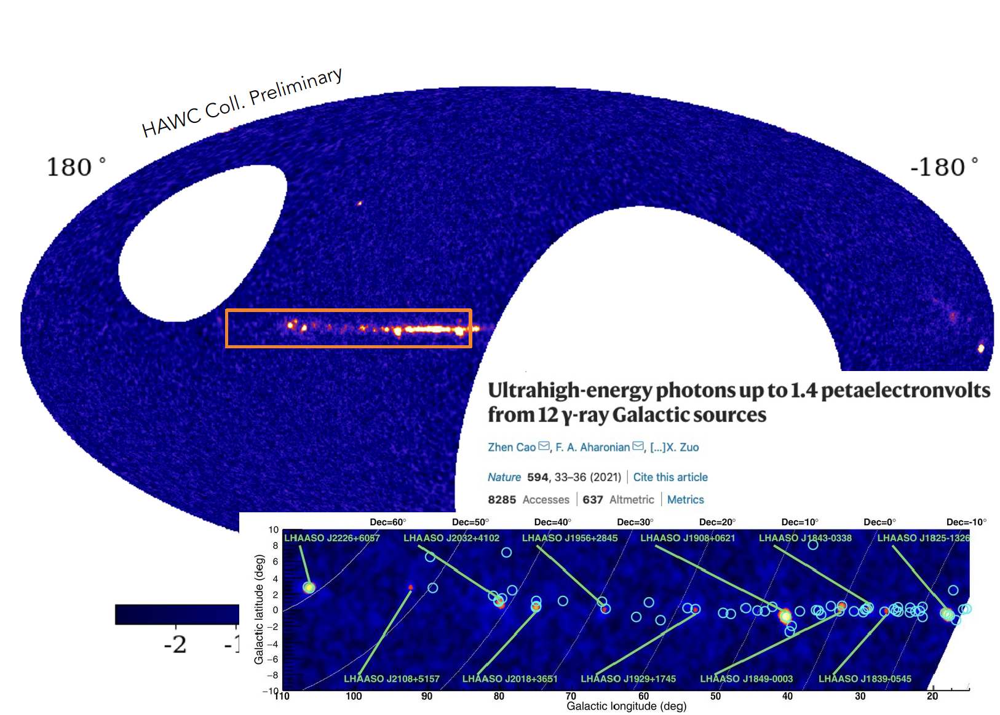 HAWC Coll. Preliminary
180 °
-180 °
Ultrahigh-energy photons up to 1.4 petaelectronvolts
from 12 γ-ray Galactic sources
Zhen Cao, F. A. Aharonian, [...]X. Zuo
Nature 594, 33–36 (2021) | Cite this article
8285 Accesses | 637 Altmetric | Metrics
-2 -1
Dec=60° Dec=50° Dec=40° Dec=30° Dec=20° Dec=10° Dec=0° Dec=-10°
LHAASO J2226+6057 LHAASO J2032+4102 LHAASO J1956+2845 LHAASO J1908+0621 LHAASO J1843-0338 LHAASO J1825-1326
10
8
6
4
2
0
−2
−4
−6
−8
−10
Galactic latitude (deg)
LHAASO J2108+5157 LHAASO J2018+3651 LHAASO J1929+1745 LHAASO J1849-0003 LHAASO J1839-0545
110 100 90 80 70 60 50 40 30 20
Galactic longitude (deg)